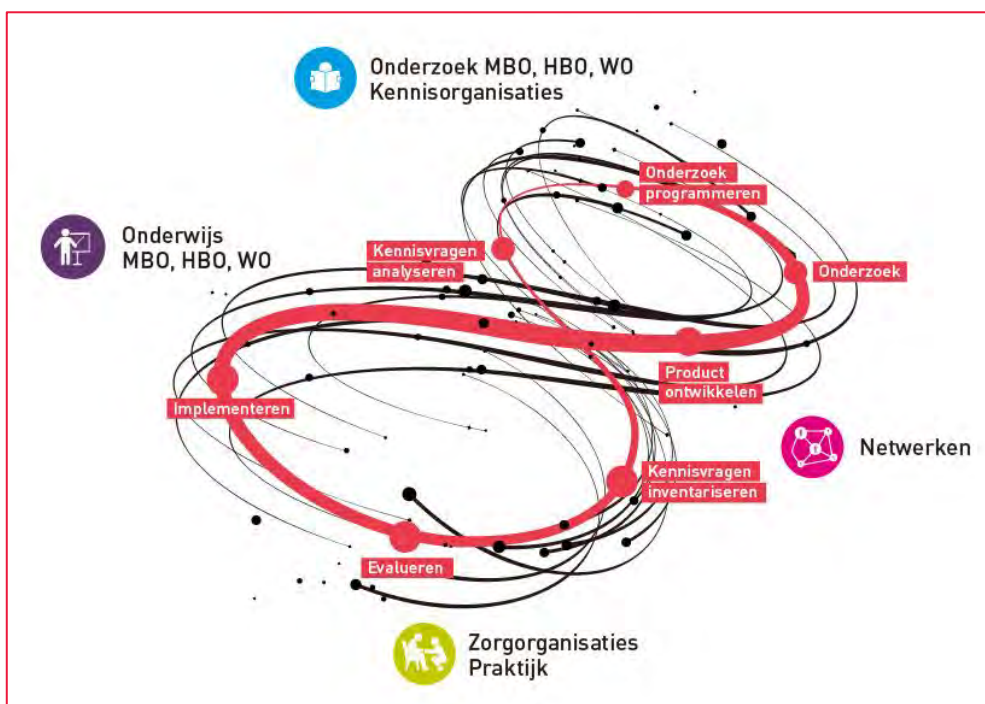 Onderzoek MBO, HBO, WO
Kennisorganisaties
Onderzoek
programmeren
Onderwijs
MBO, HBO, WO
Kennisvragen
analyseren
Onderzoek
Product
ontwikkelen
Implementeren
Netwerken
Kennisvragen
inventariseren
Evalueren
Zorgorganisaties
Praktijk